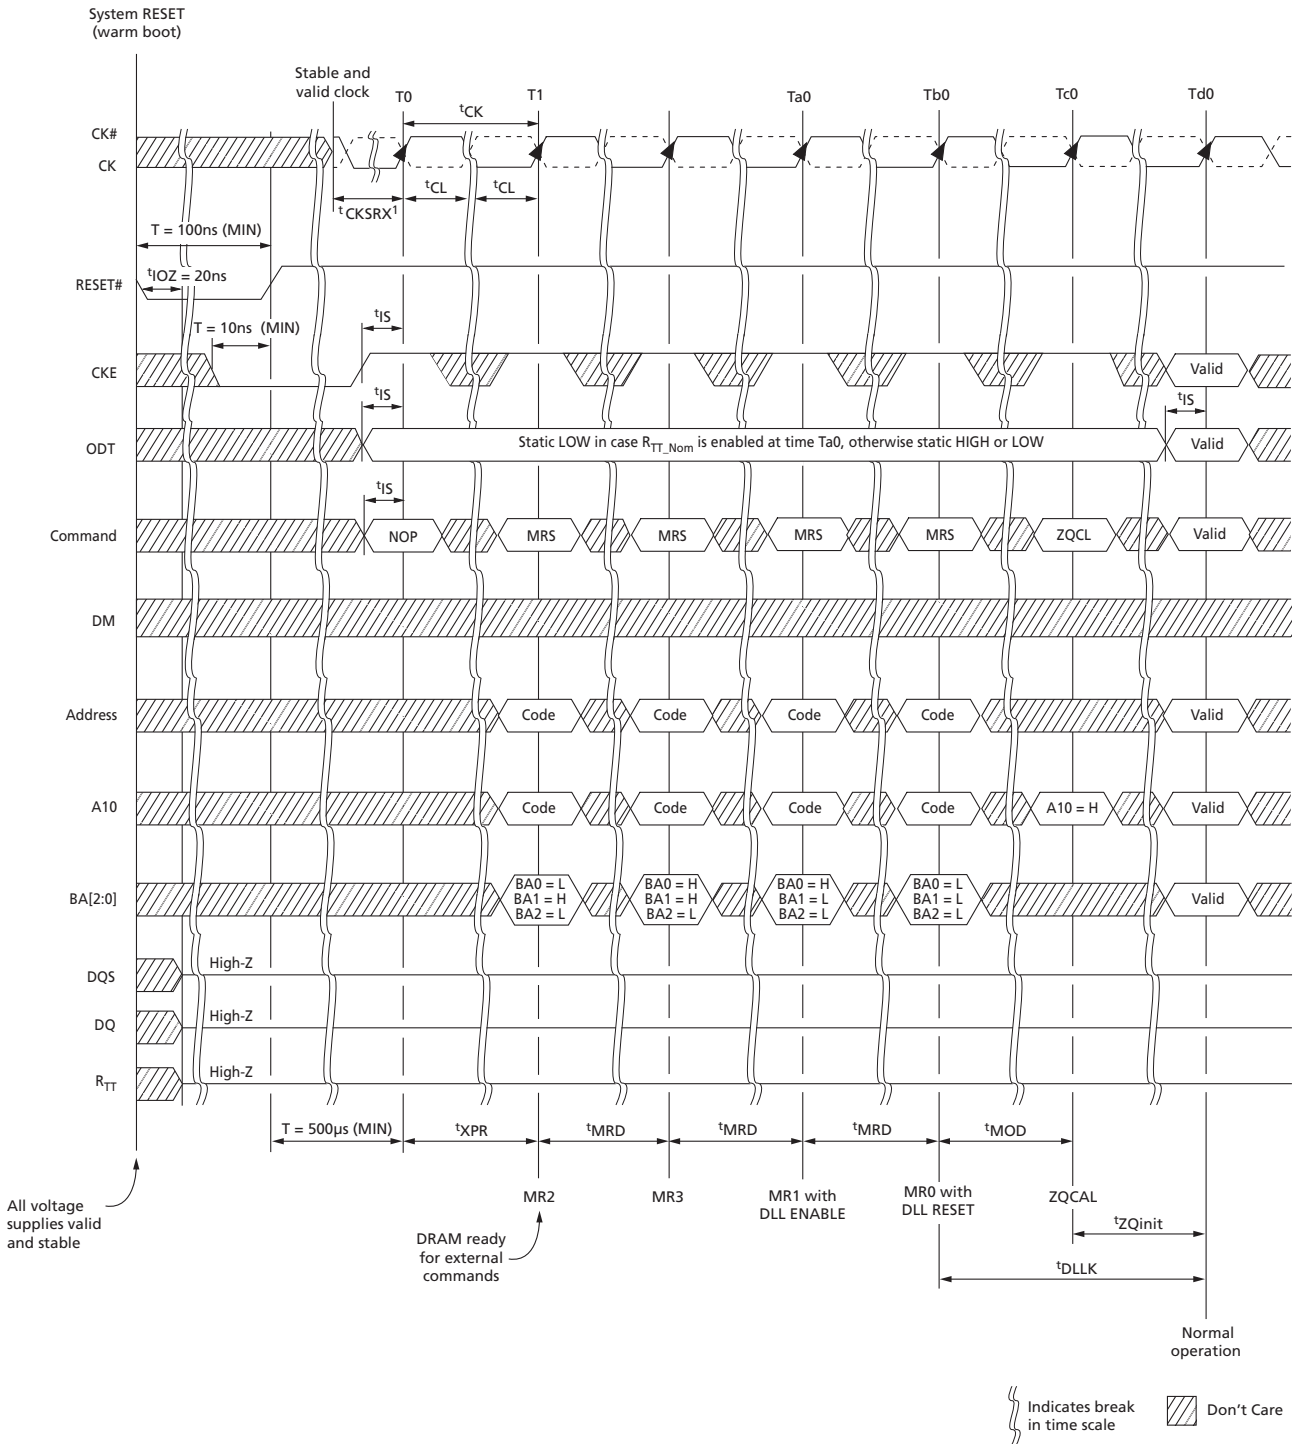 System RESET
(warm boot)
Stable and
valid clock
T0
T1
Ta0
Tb0
Tc0
Td0
tCK
CK#
CK
tCL
tCL
tCKSRX1
T = 100ns (MIN)
tIOZ = 20ns
RESET#
T = 10ns (MIN)
tIS
CKE
Valid
tIS
tIS
ODT
Static LOW in case RTT_Nom is enabled at time Ta0, otherwise static HIGH or LOW
Valid
tIS
Command
NOP
MRS
MRS
MRS
MRS
ZQCL
Valid
DM
Address
Code
Code
Code
Code
Valid
A10
Code
Code
Code
Code
A10 = H
Valid
BA[2:0]
BA0 = L
BA1 = H
BA2 = L
BA0 = H
BA1 = H
BA2 = L
BA0 = H
BA1 = L
BA2 = L
BA0 = L
BA1 = L
BA2 = L
Valid
DQS
High-Z
DQ
High-Z
RTT
High-Z
T = 500µs (MIN)
tXPR
tMRD
tMRD
tMRD
tMOD
All voltage
supplies valid
and stable
MR2
MR3
MR1 with
DLL ENABLE
MR0 with
DLL RESET
ZQCAL
tZQinit
DRAM ready
for external
commands
tDLLK
Normal
operation
Indicates break
in time scale
Don't Care